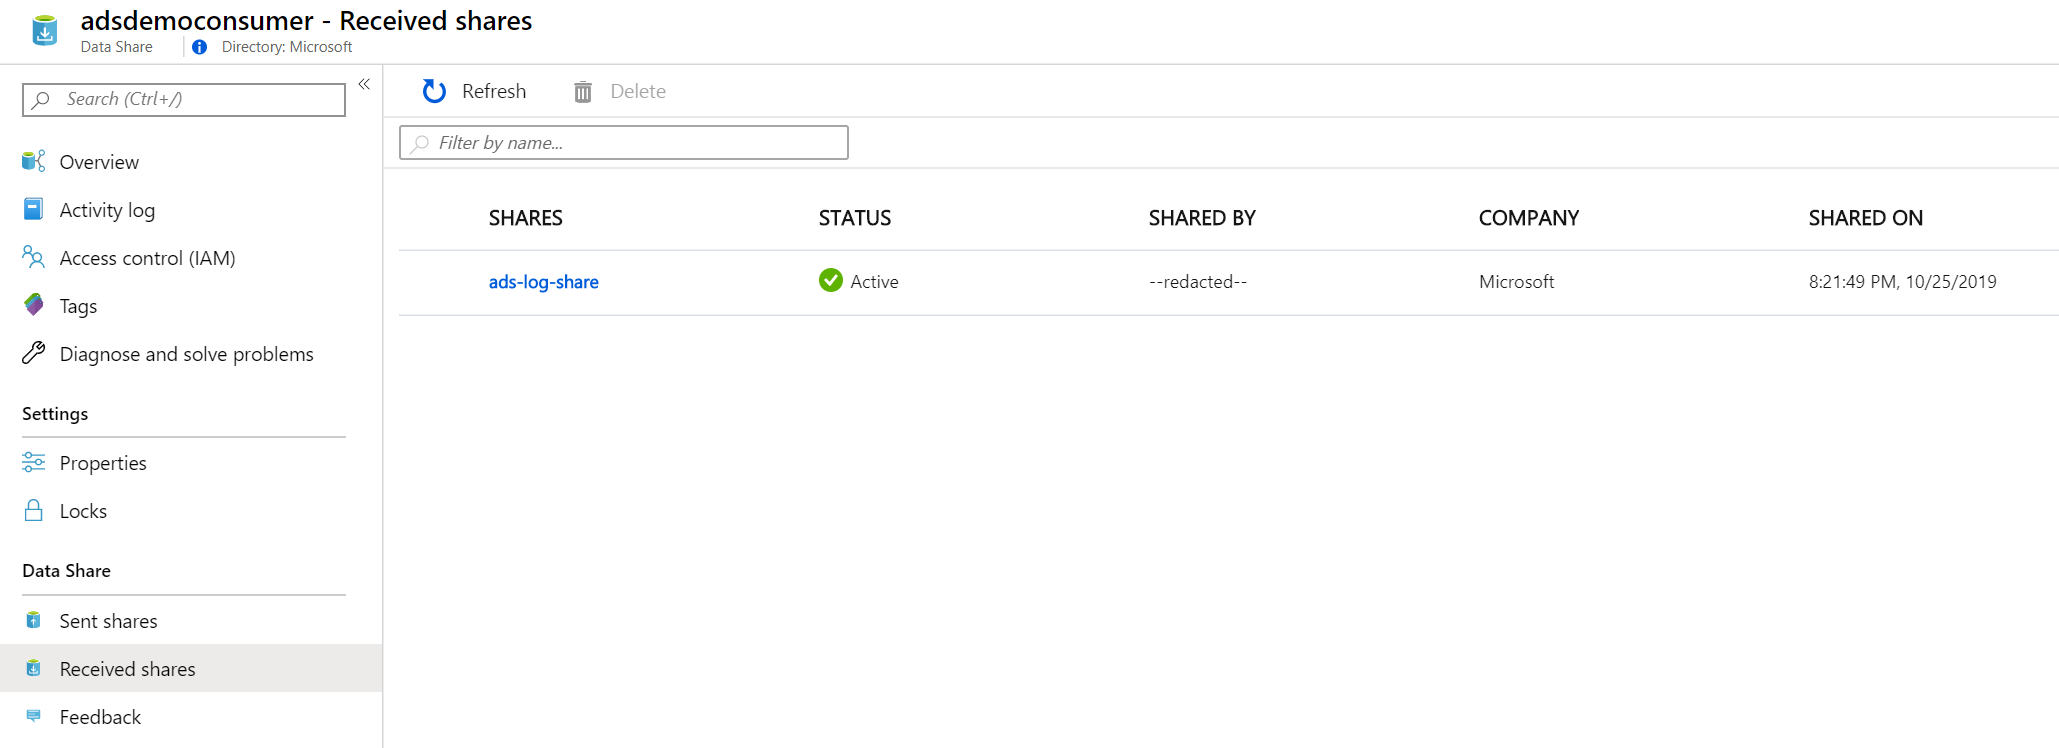 adsdemoconsumer - Received shares
Data Share
Directory: Microsoft
Search (Ctrl+/)
Overview
Activity log
Access control (IAM)
Tags
Diagnose and solve problems
Settings
Properties
Locks
Data Share
Sent shares
Received shares
Feedback
Refresh Delete
Filter by name...
SHARES STATUS SHARED BY COMPANY SHARED ON
ads-log-share Active --redacted-- Microsoft 8:21:49 PM, 10/25/2019